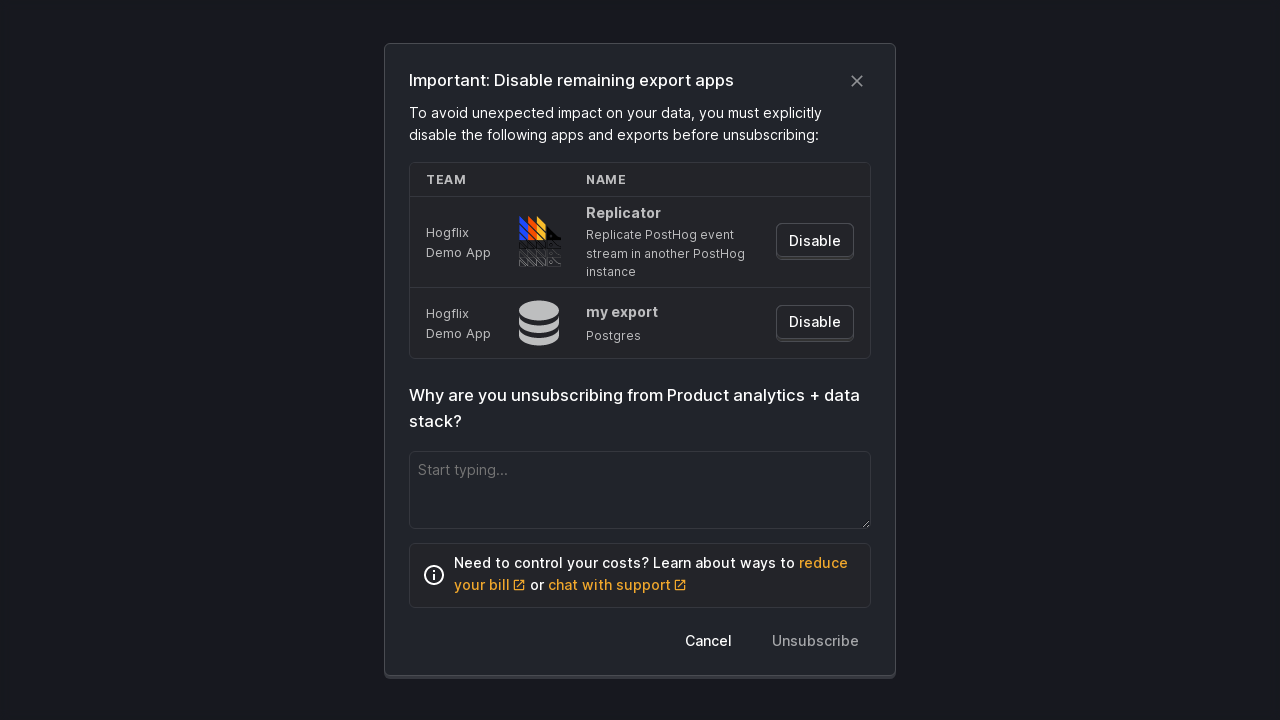 Important: Disable remaining export apps
To avoid unexpected impact on your data, you must explicitly
disable the following apps and exports before unsubscribing:
TEAM NAME
Hogflix
Demo App
Replicator
Replicate PostHog event
stream in another PostHog
instance
Disable
Hogflix
Demo App
my export
Postgres
Disable
Why are you unsubscribing from Product analytics + data
stack?
Start typing...
Need to control your costs? Learn about ways to reduce
your bill or chat with support
Cancel Unsubscribe